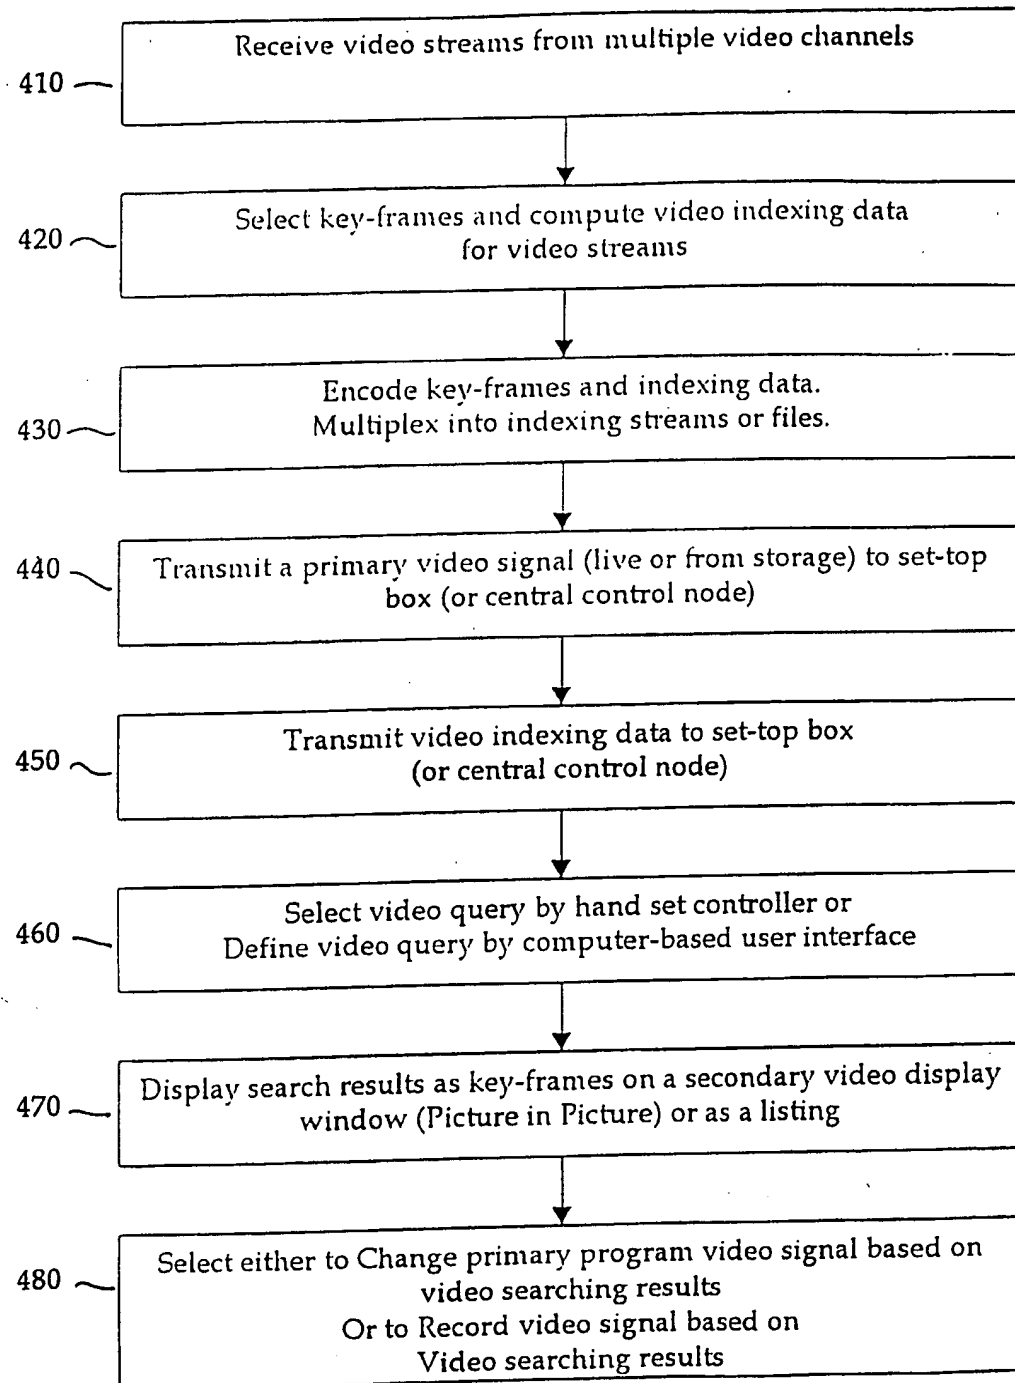 Receive video streams from multiple video channels
410
Select key-frames and compute video indexing data
420
for video streams
Encode key-frames and indexing data.
430
Multiplex into indexing streams or files.
440
Transmit a primary video signal (live or from storage) to set-top
box (or central control node)
Transmit video indexing data to set-top box
450
(or central control node)
Select video query by hand set controller or
460
Define video query by computer-based user interface
Display search results as key-frames on a secondary video display
470
window (Picture in Picture) or as a listing
Select either to Change primary program video signal based on
480
video searching results
Or to Record video signal based on
Video searching results